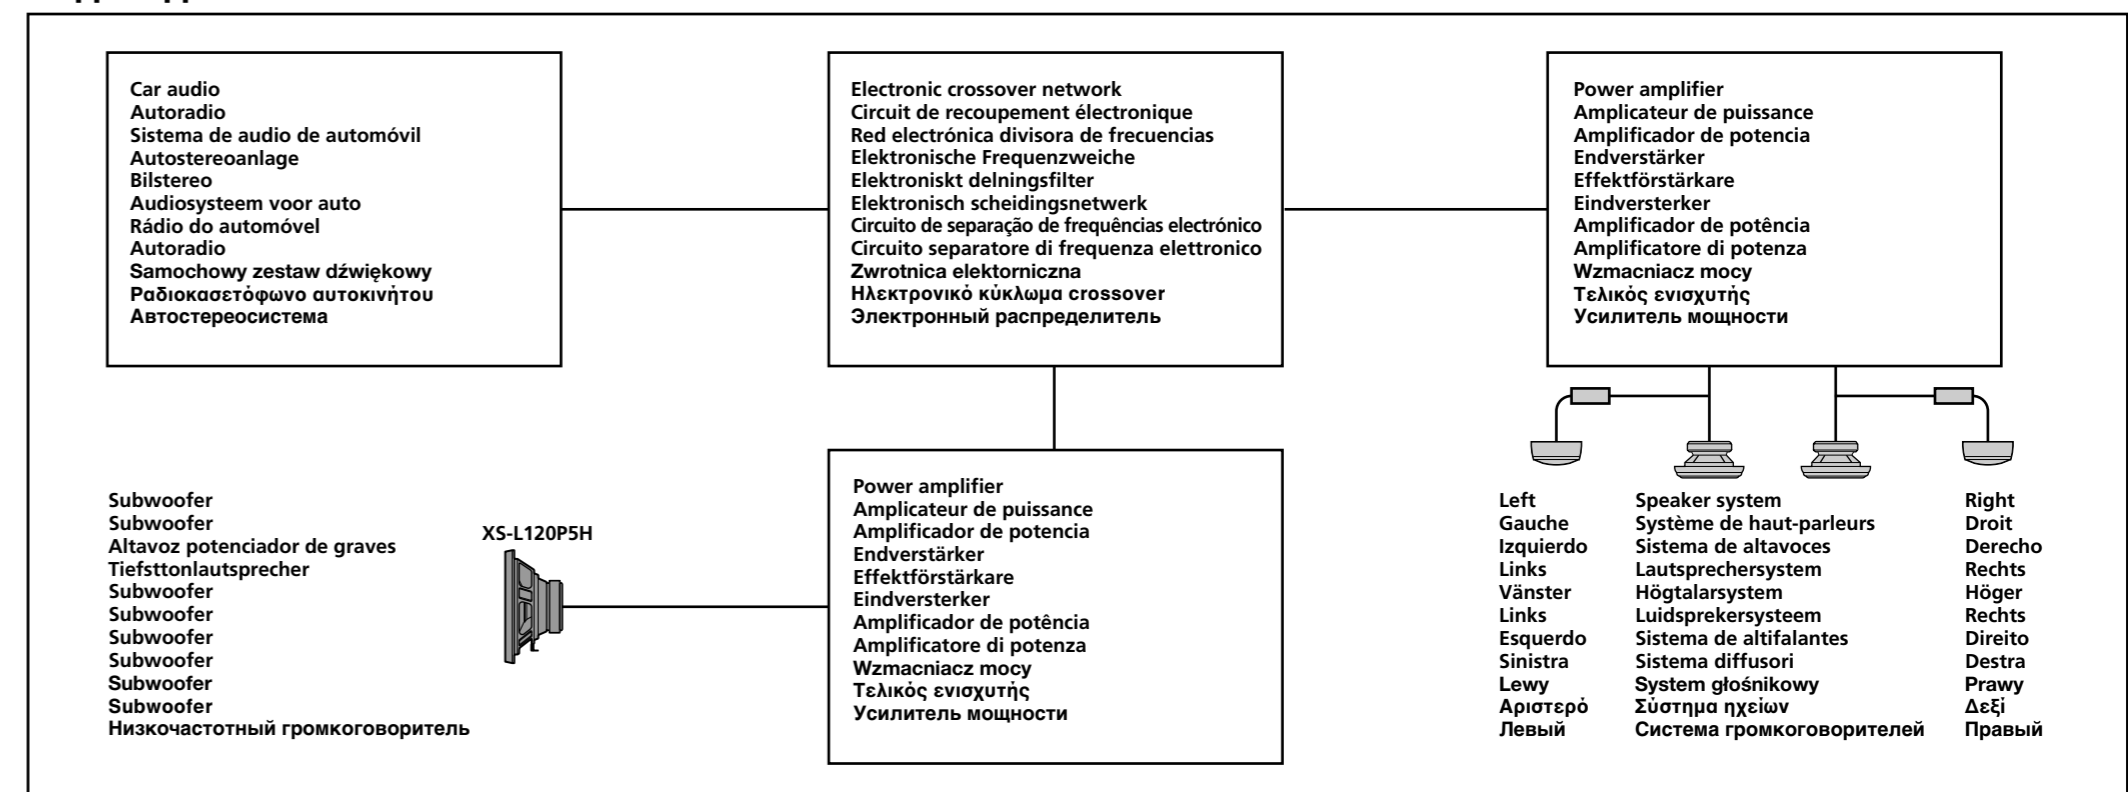 Car audio
Autoradio
Sistema de audio de automóvil
Autostereoanlage
Bilstereo
Audiosysteem voor auto
Rádio do automóvel
Autoradio
Samochowy zestaw dźwiękowy
Ραδιοκασετόφωνο αυτοκινήτου
Автостереосистема
Electronic crossover network
Circuit de recoupement électronique
Red electrónica divisora de frecuencias
Elektronische Frequenzweiche
Elektroniskt delningsfilter
Elektronisch scheidingsnetwerk
Circuito de separação de frequências electrónico
Circuito separatore di frequenza elettronico
Zwrotnica elektorniczna
Ηλεκτρονικό κύκλωμα crossover
Электронный распределитель
Power amplifier
Amplicateur de puissance
Amplificador de potencia
Endverstärker
Effektförstärkare
Eindversterker
Amplificador de potência
Amplificatore di potenza
Wzmacniacz mocy
Τελικός ενισχυτής
Усилитель мощности
Subwoofer
Subwoofer
Altavoz potenciador de graves
Tiefsttonlautsprecher
Subwoofer
Subwoofer
Subwoofer
Subwoofer
Subwoofer
Subwoofer
Низкочастотный громкоговоритель
XS-L120P5H
Power amplifier
Amplicateur de puissance
Amplificador de potencia
Endverstärker
Effektförstärkare
Eindversterker
Amplificador de potência
Amplificatore di potenza
Wzmacniacz mocy
Τελικός ενισχυτής
Усилитель мощности
Left
Gauche
Izquierdo
Links
Vänster
Links
Esquerdo
Sinistra
Lewy
Αριστερό
Левый
Speaker system
Système de haut-parleurs
Sistema de altavoces
Lautsprechersystem
Högtalarsystem
Luidsprekersysteem
Sistema de altifalantes
Sistema diffusori
System głośnikowy
Σύστημα ηχείων
Система громкоговорителей
Right
Droit
Derecho
Rechts
Höger
Rechts
Direito
Destra
Prawy
Δεξί
Правый